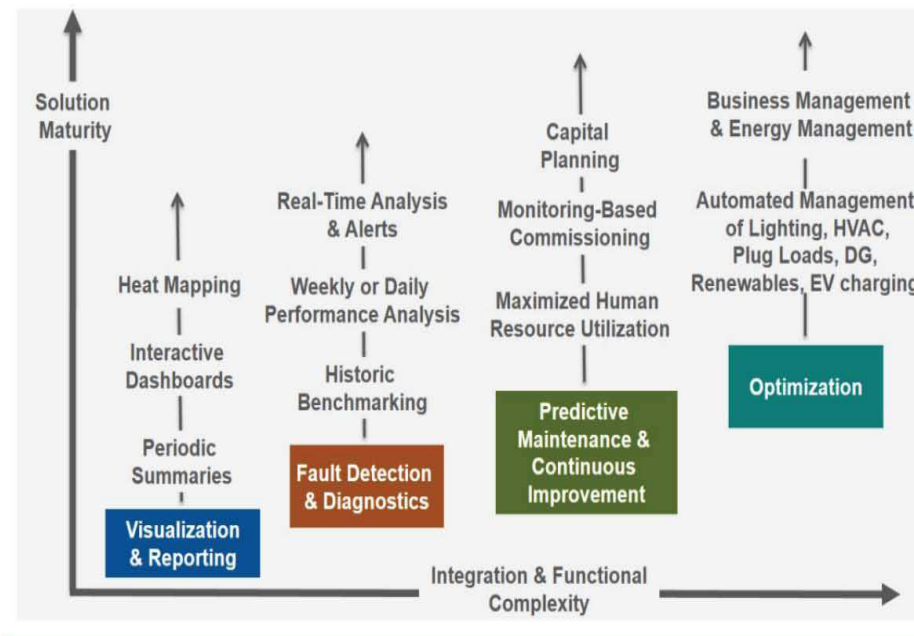 Solution
Maturity
Heat Mapping
Interactive
Dashboards
Periodic
Summaries
Visualization
& Reporting
Real-Time Analysis
& Alerts
Weekly or Daily
Performance Analysis
Historic
Benchmarking
Fault Detection
& Diagnostics
Capital
Planning
Monitoring-Based
Commissioning
Maximized Human
Resource Utilization
Predictive
Maintenance &
Continuous
Improvement
Business Management
& Energy Management
Automated Management
of Lighting, HVAC,
Plug Loads, DG,
Renewables, EV charging
Optimization
Integration & Functional
Complexity